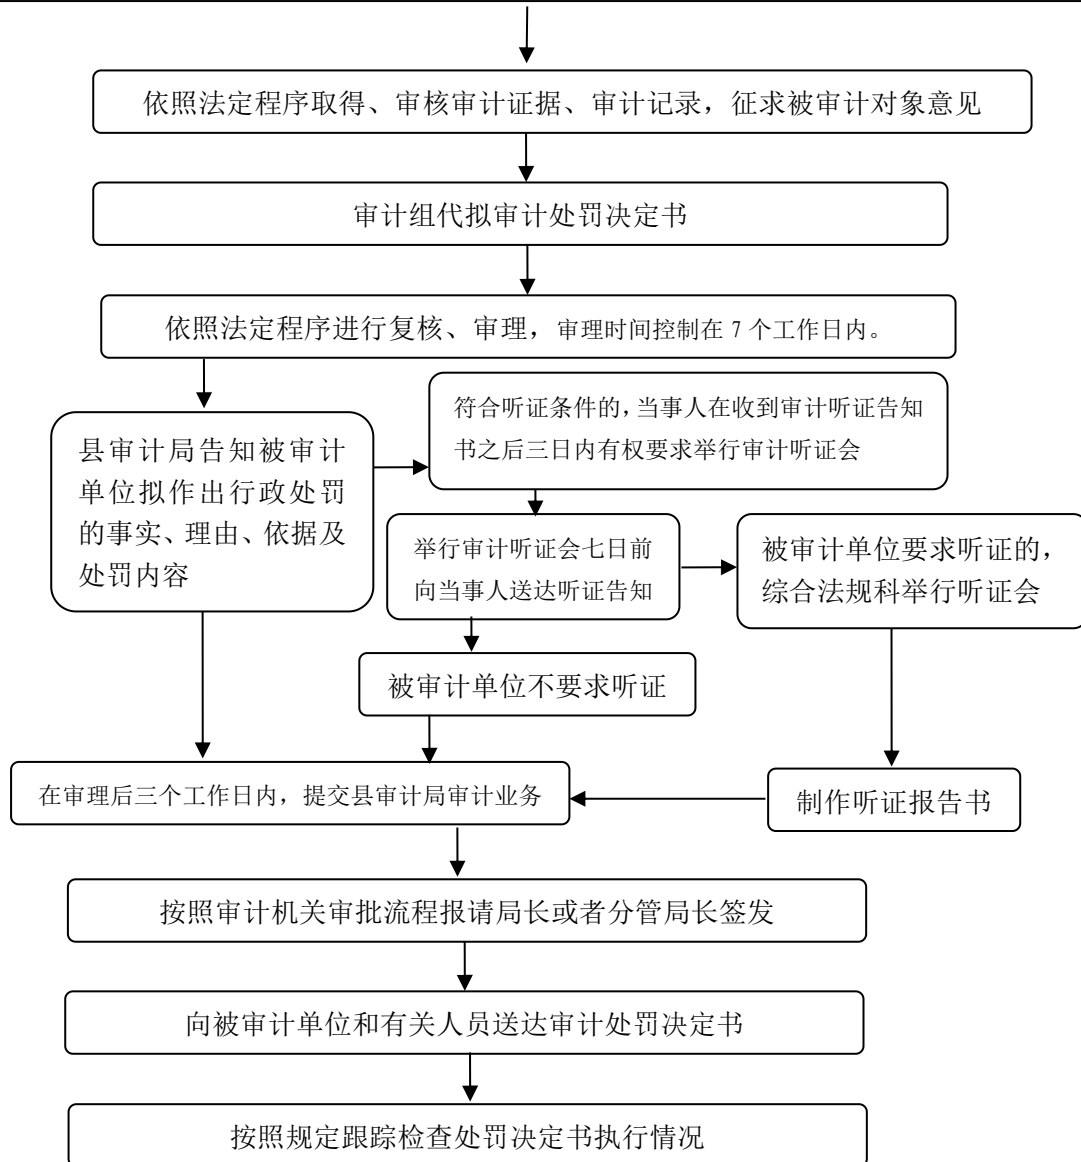 依照法定程序取得、审核审计证据、审计记录，征求被审计对象意见
审计组代拟审计处罚决定书
依照法定程序进行复核、审理，审理时间控制在 7 个工作日内。
符合听证条件的，当事人在收到审计听证告知
书之后三日内有权要求举行审计听证会
县审计局告知被审计
单位拟作出行政处罚
的事实、理由、依据及
处罚内容
举行审计听证会七日前
向当事人送达听证告知
被审计单位要求听证的，
综合法规科举行听证会
被审计单位不要求听证
在审理后三个工作日内，提交县审计局审计业务
制作听证报告书
按照审计机关审批流程报请局长或者分管局长签发
向被审计单位和有关人员送达审计处罚决定书
按照规定跟踪检查处罚决定书执行情况